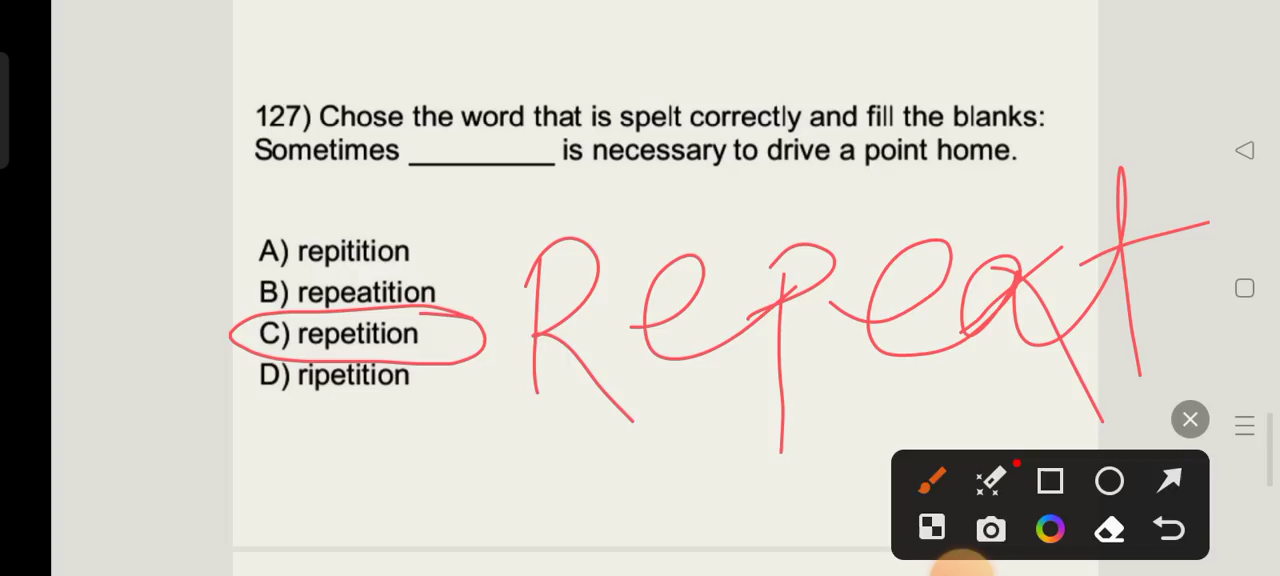 127) Chose the word that is spelt correctly and fill the blanks:
Sometimes __________ is necessary to drive a point home.
A) repitition
B) repeatition
C) repetition
D) ripetition
Repeat